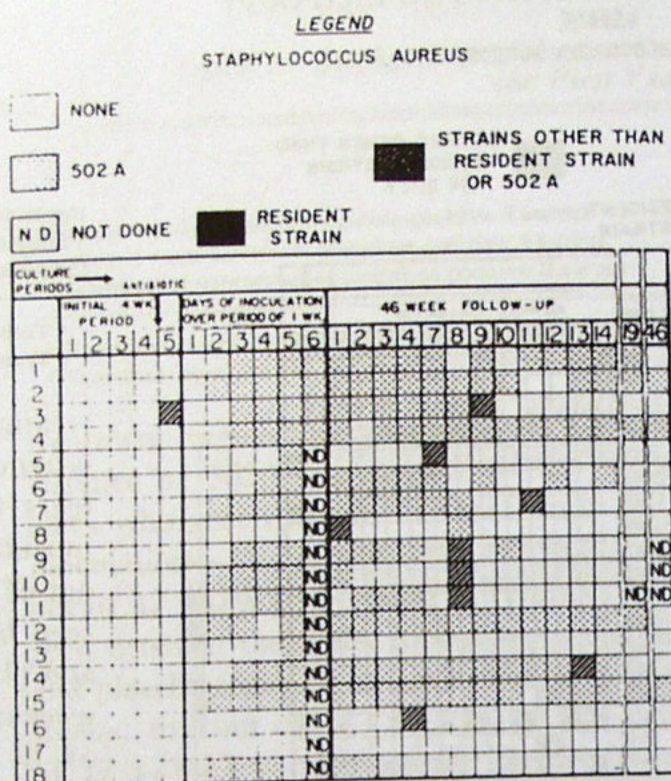 LEGEND
STAPHYLOCOCCUS AUREUS
NONE
502 A
STRAINS OTHER THAN
RESIDENT STRAIN
OR 502 A
N D NOT DONE
RESIDENT
STRAIN
CULTURE
PERIODS
ANTIBIOTIC
INITIAL 4 WK.
PERIOD
DAYS OF INOCULATION
OVER PERIOD OF 1 WK.
46 WEEK FOLLOW-UP
1 2 3 4 5 1 2 3 4 5 6 1 2 3 4 7 8 9 10 11 12 13 14 19 46
1
2
3
4
5 ND
6 ND
7 ND
8 ND
9 ND ND
10 ND ND
11 ND ND ND
12 ND
13 ND
14 ND
15 ND
16 ND
17 ND
18 ND